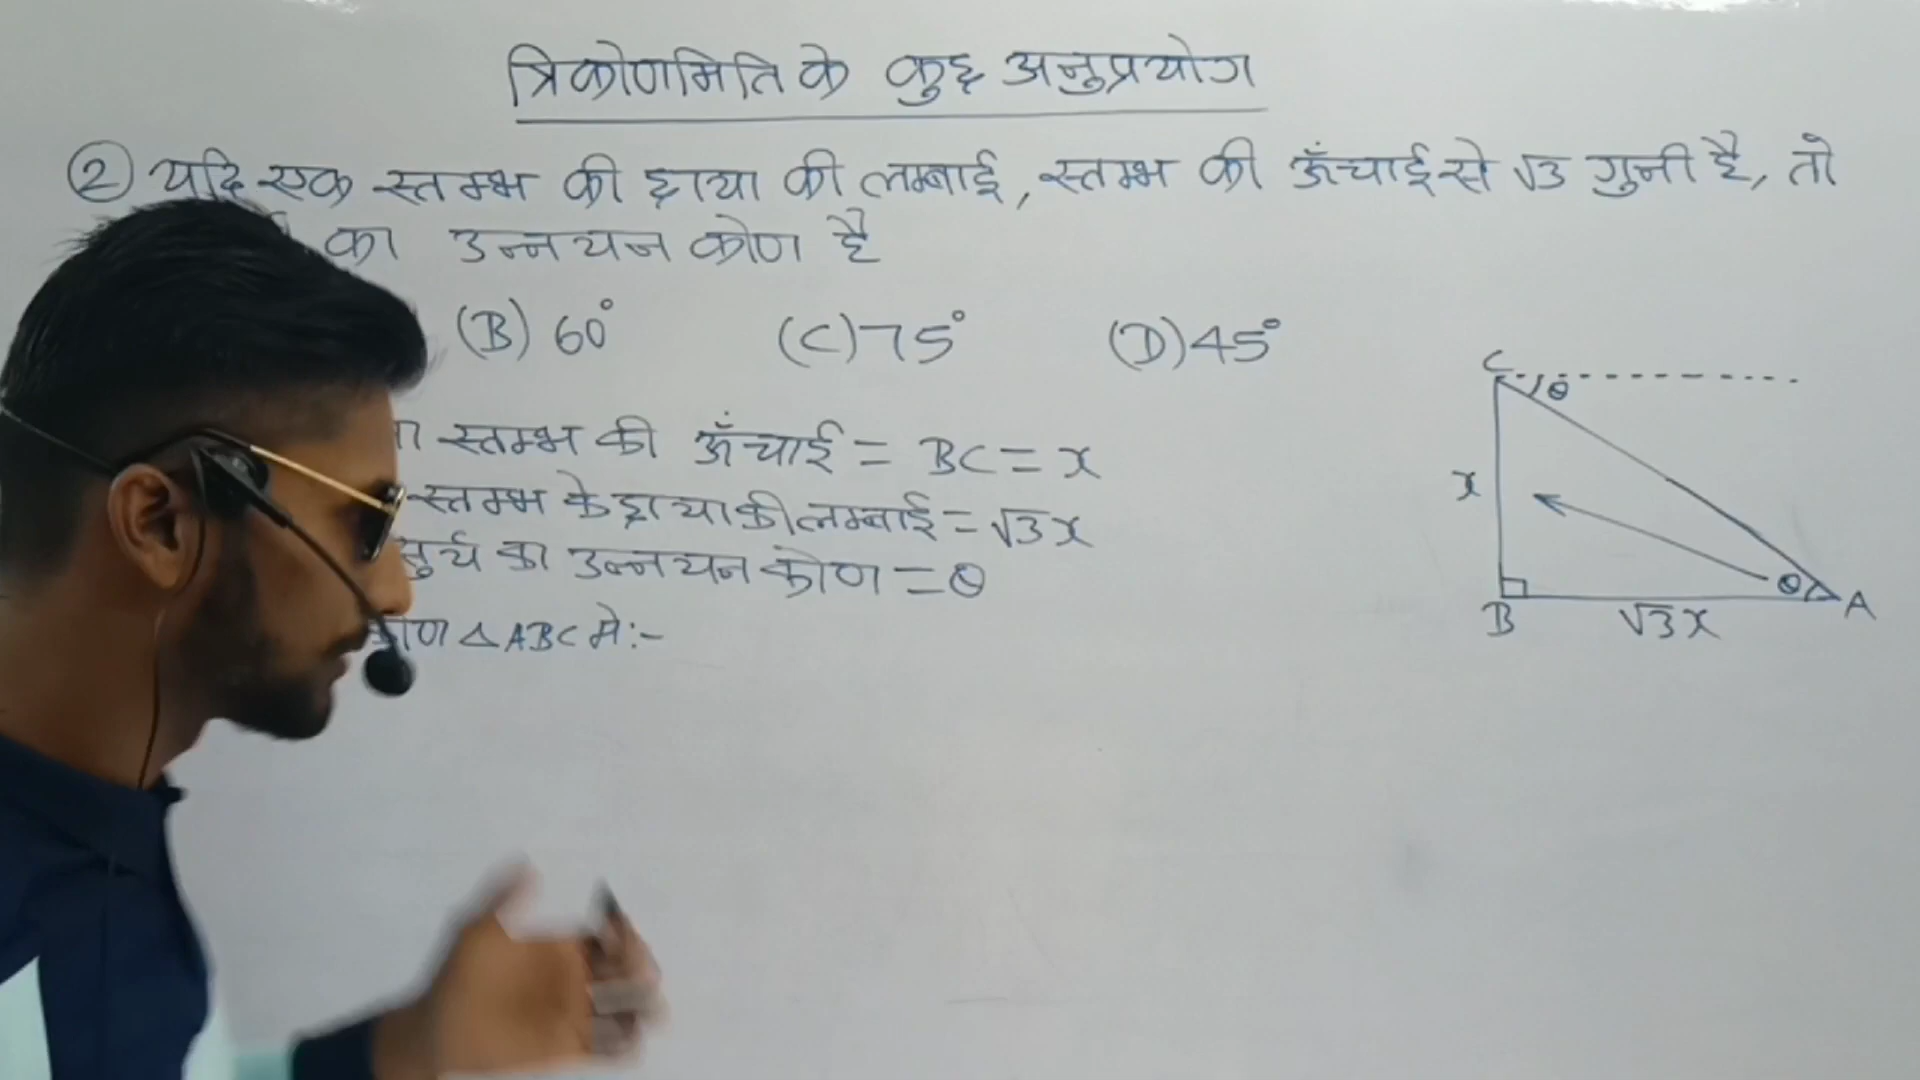 त्रिकोणमिति के कुछ अनुप्रयोग
② यदि एक स्तम्भ की छाया की लम्बाई, स्तम्भ की ऊँचाई से √3 गुनी है, तो
का उन्नयन कोण है
(B) 60° (C) 75° (D) 45°
स्तम्भ की ऊँचाई = BC = x
स्तम्भ के छाया की लम्बाई = √3x
सुर्य का उन्नयन कोण = θ
△ABC मे:-
C θ
x
θ
B √3x A